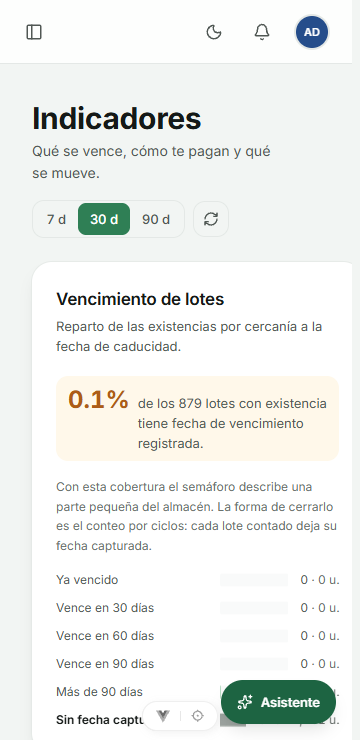 AD
Indicadores
Qué se vence, cómo te pagan y qué
se mueve.
7 d 30 d 90 d
Vencimiento de lotes
Reparto de las existencias por cercanía a la
fecha de caducidad.
0.1% de los 879 lotes con existencia
tiene fecha de vencimiento
registrada.
Con esta cobertura el semáforo describe una
parte pequeña del almacén. La forma de cerrarlo
es el conteo por ciclos: cada lote contado deja su
fecha capturada.
Ya vencido 0 · 0 u.
Vence en 30 días 0 · 0 u.
Vence en 60 días 0 · 0 u.
Vence en 90 días 0 · 0 u.
Más de 90 días
Asistente
Sin fecha